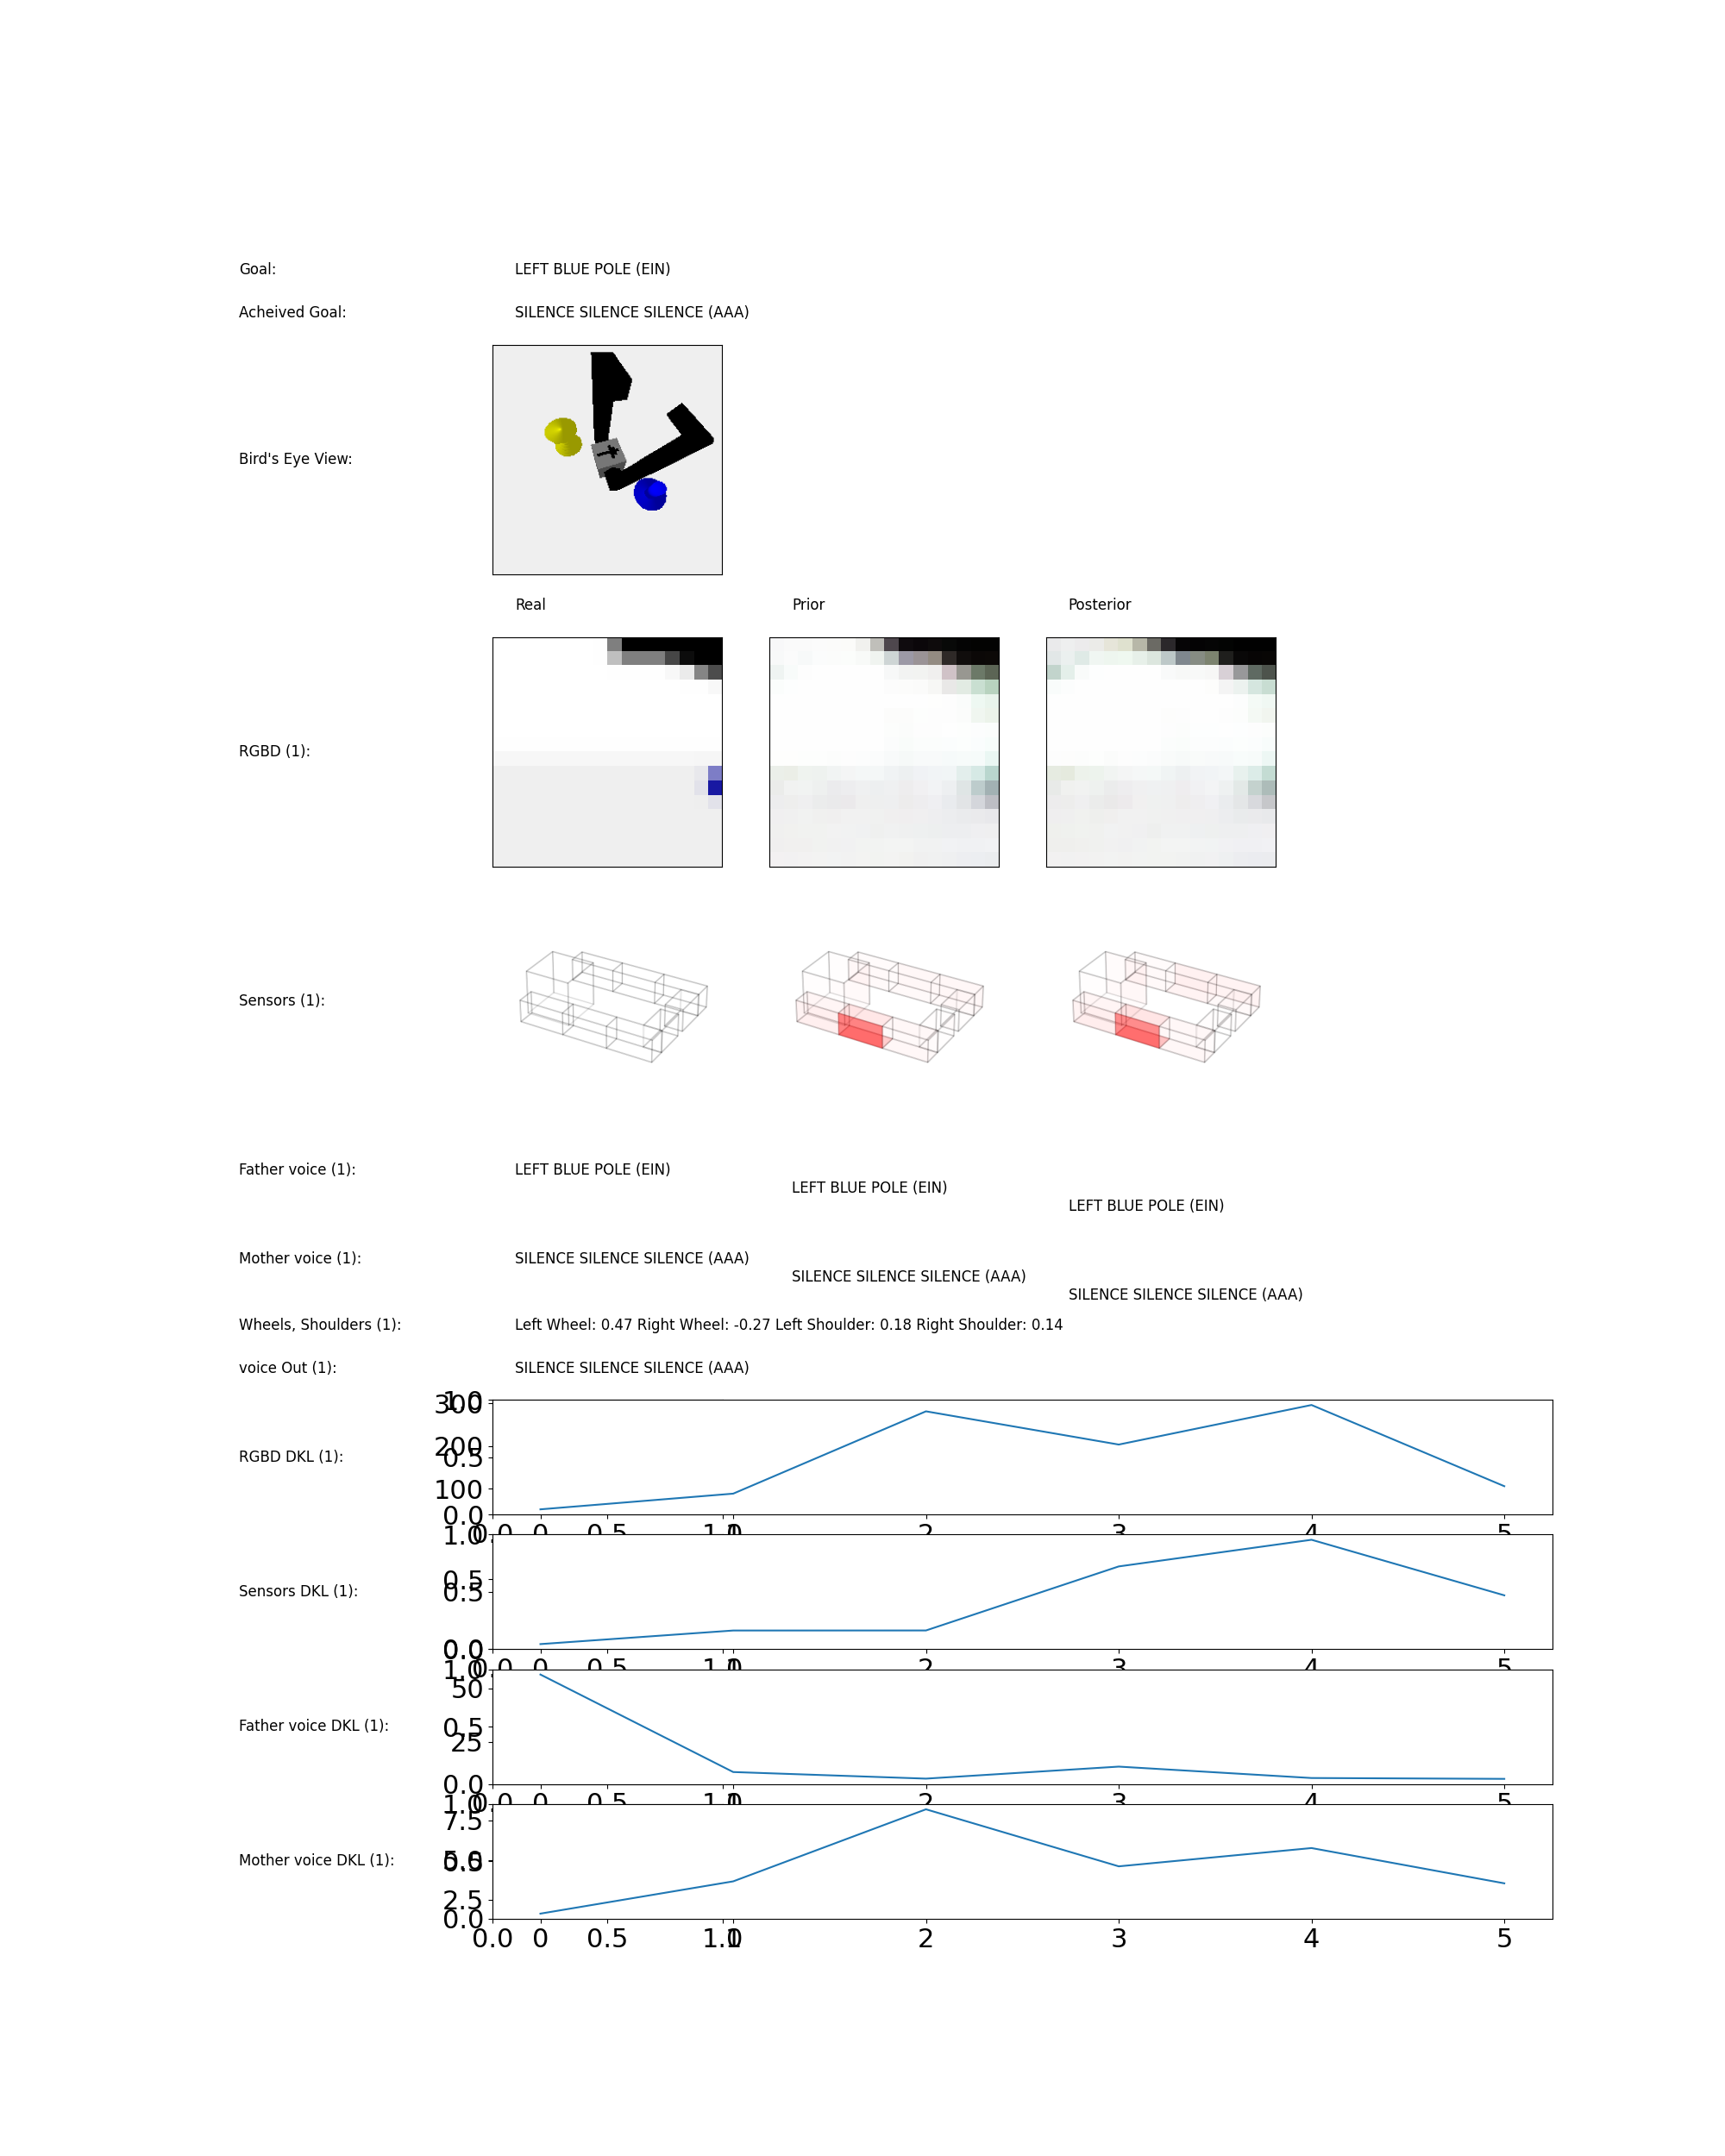 Goal: LEFT BLUE POLE (EIN)
Acheived Goal: SILENCE SILENCE SILENCE (AAA)
Bird's Eye View:
Real Prior Posterior
RGBD (1):
Sensors (1):
Father voice (1): LEFT BLUE POLE (EIN)
LEFT BLUE POLE (EIN)
LEFT BLUE POLE (EIN)
Mother voice (1): SILENCE SILENCE SILENCE (AAA)
SILENCE SILENCE SILENCE (AAA)
SILENCE SILENCE SILENCE (AAA)
Wheels, Shoulders (1): Left Wheel: 0.47 Right Wheel: -0.27 Left Shoulder: 0.18 Right Shoulder: 0.14
voice Out (1): SILENCE SILENCE SILENCE (AAA)
300 1.0
200
RGBD DKL (1): 0.5
100
0.0
0.0 0 0.5 1.0 1 2 3 4 5
1.0
0.5
Sensors DKL (1): 0.5
0.0 0.0
0.0 0 0.5 1.0 1 2 3 4 5
1.0
50
Father voice DKL (1): 0.5
25
0.0
0.0 0 0.5 1.0 1 2 3 4 5
1.0
7.5
Mother voice DKL (1): 5.0 0.5
2.5
0.0
0.0 0 0.5 1.0 1 2 3 4 5